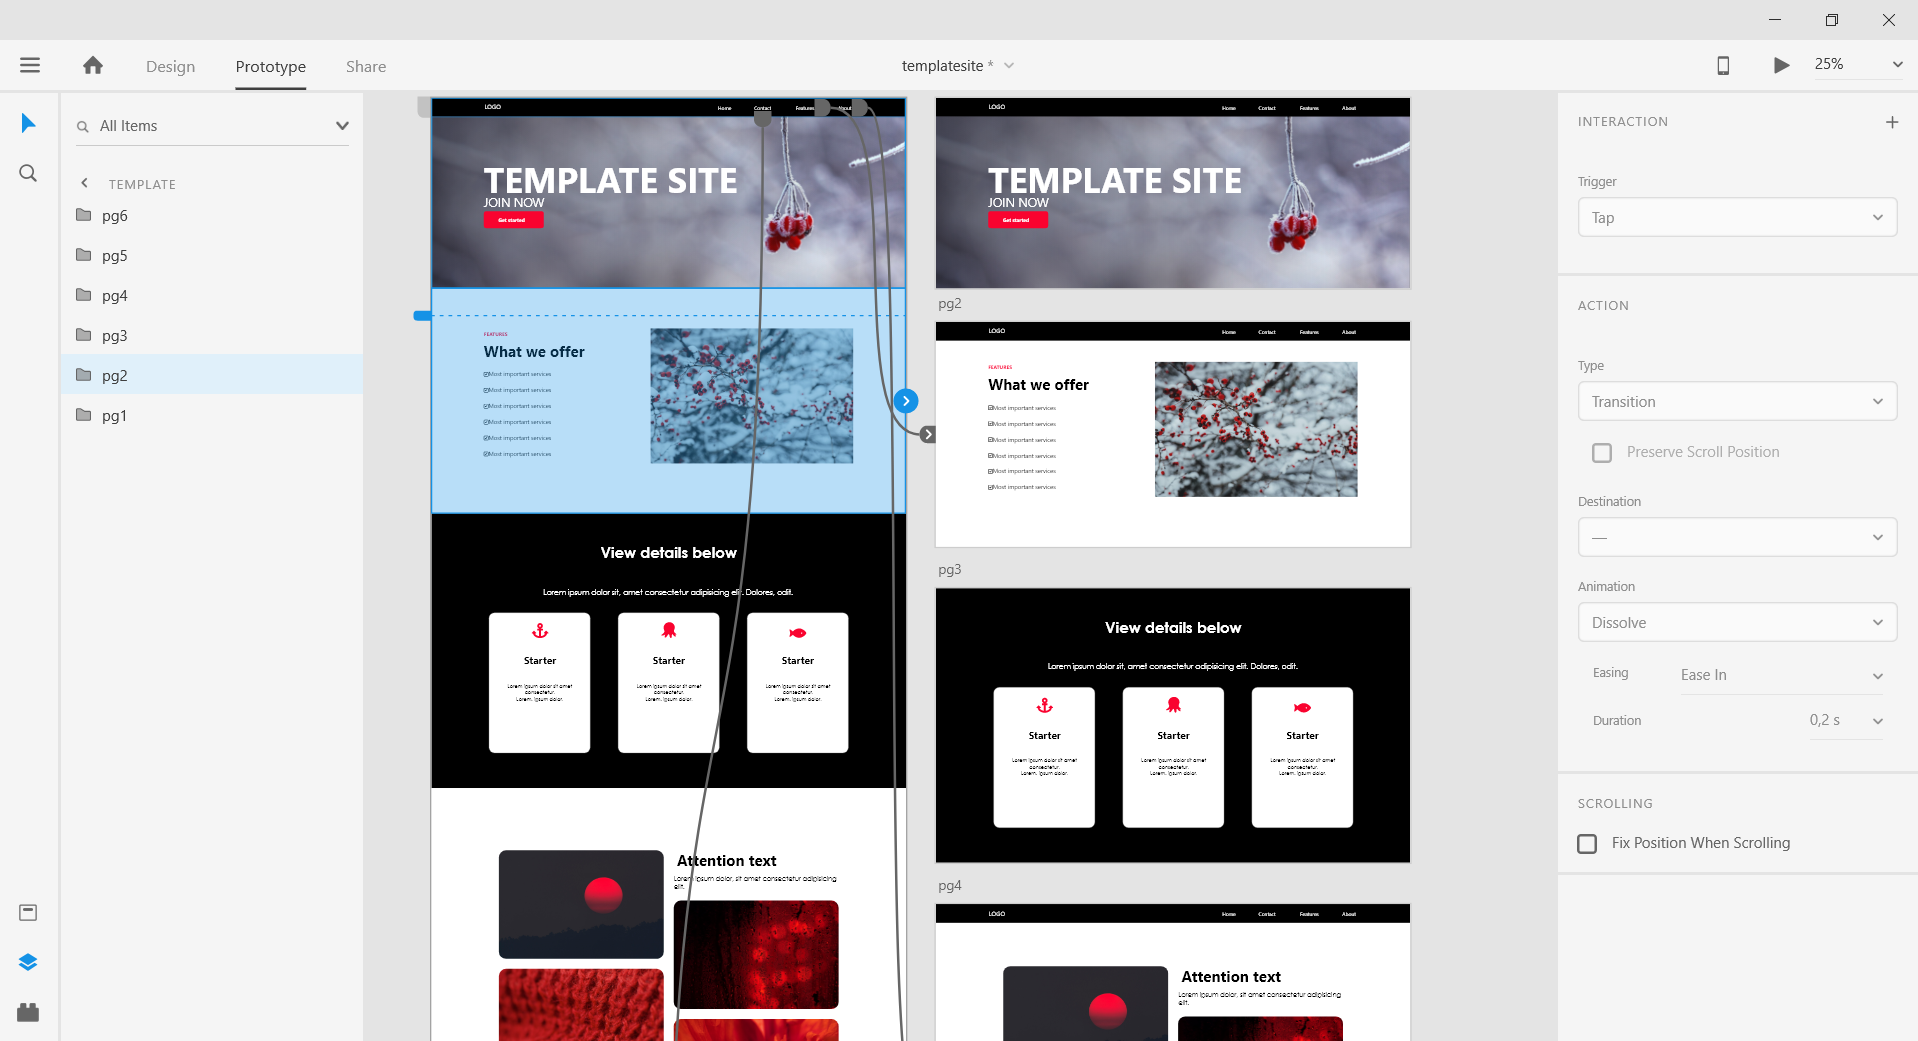 Design
Prototype
Share
templatesite *
25%
All Items
TEMPLATE
pg6
pg5
pg4
pg3
pg2
pg1
LOGO
Home
Contact
Features
About
TEMPLATE SITE
JOIN NOW
Get started
FEATURES
What we offer
Most important services
Most important services
Most important services
Most important services
Most important services
Most important services
View details below
Lorem ipsum dolor sit, amet consectetur adipisicing elit. Dolores, odit.
Starter
Lorem ipsum dolor sit amet
consectetur.
Lorem, ipsum dolor.
Starter
Lorem ipsum dolor sit amet
consectetur.
Lorem, ipsum dolor.
Starter
Lorem ipsum dolor sit amet
consectetur.
Lorem, ipsum dolor.
Attention text
Lorem ipsum dolor, sit amet consectetur adipisicing
elit.
LOGO
Home
Contact
Features
About
TEMPLATE SITE
JOIN NOW
Get started
pg2
LOGO
Home
Contact
Features
About
FEATURES
What we offer
Most important services
Most important services
Most important services
Most important services
Most important services
Most important services
pg3
View details below
Lorem ipsum dolor sit, amet consectetur adipisicing elit. Dolores, odit.
Starter
Lorem ipsum dolor sit amet
consectetur.
Lorem, ipsum dolor.
Starter
Lorem ipsum dolor sit amet
consectetur.
Lorem, ipsum dolor.
Starter
Lorem ipsum dolor sit amet
consectetur.
Lorem, ipsum dolor.
pg4
LOGO
Home
Contact
Features
About
Attention text
Lorem ipsum dolor, sit amet consectetur adipisicing
elit.
INTERACTION
Trigger
Tap
ACTION
Type
Transition
Preserve Scroll Position
Destination
—
Animation
Dissolve
Easing
Ease In
Duration
0,2 s
SCROLLING
Fix Position When Scrolling